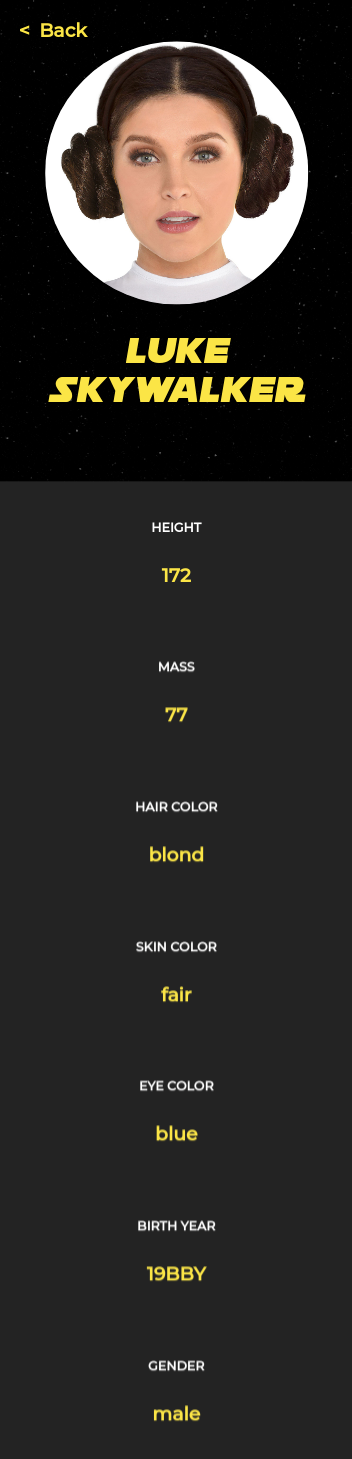 < Back
LUKE
SKYWALKER
HEIGHT
172
MASS
77
HAIR COLOR
blond
SKIN COLOR
fair
EYE COLOR
blue
BIRTH YEAR
19BBY
GENDER
male